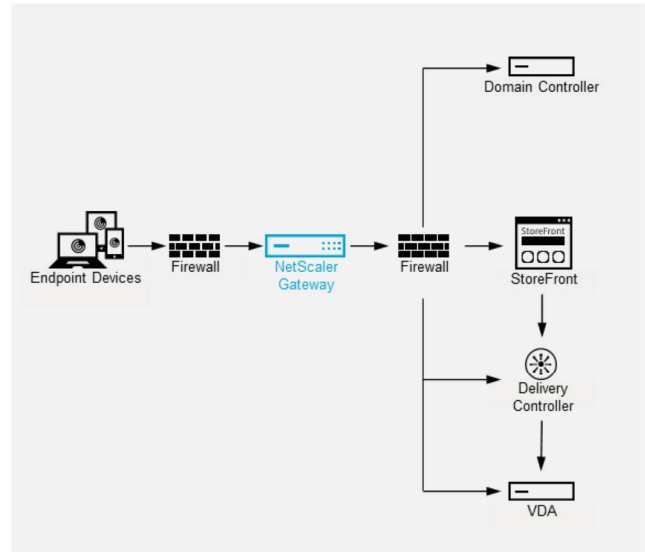 Domain Controller
Endpoint Devices
Firewall
NetScaler
Gateway
Firewall
StoreFront
StoreFront
Delivery
Controller
VDA